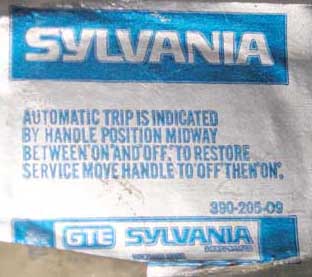 SYLVANIA
AUTOMATIC TRIP IS INDICATED
BY HANDLE POSITION MIDWAY
BETWEEN "ON" AND "OFF." TO RESTORE
SERVICE MOVE HANDLE TO "OFF" THEN "ON".
390-205-09
GTE SYLVANIA